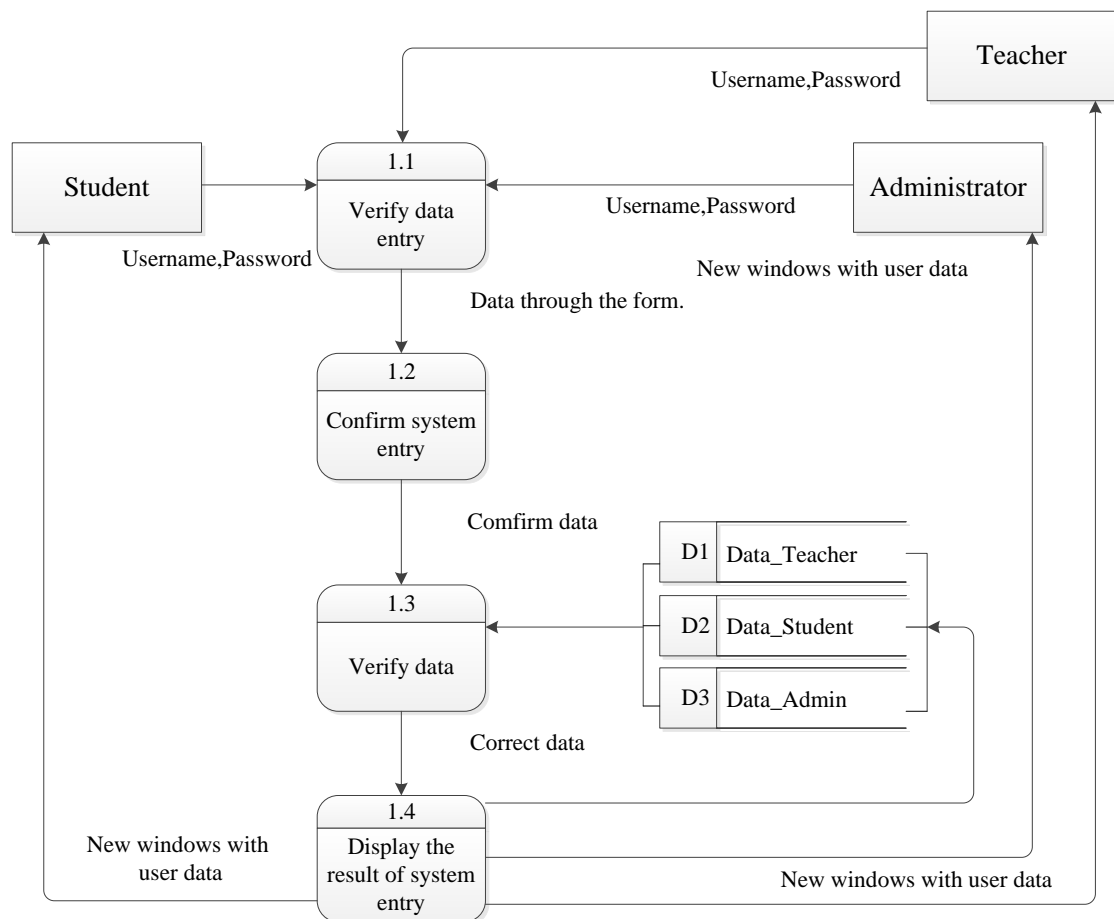 Teacher
Username,Password
1.1
Verify data
entry
Student
Administrator
Username,Password
Username,Password
New windows with user data
Data through the form.
1.2
Confirm system
entry
Comfirm data
D1 Data_Teacher
1.3
Verify data
D2 Data_Student
D3 Data_Admin
Correct data
1.4
Display the
result of system
entry
New windows with
user data
New windows with user data